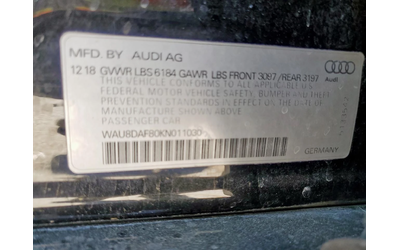 MFD. BY AUDI AG
12.18 GVWR LBS 6184 GAWR LBS FRONT 3087 / REAR 3197
THIS VEHICLE CONFORMS TO ALL APPLICABLE U.S.
FEDERAL MOTOR VEHICLE SAFETY, BUMPER AND THEFT
PREVENTION STANDARDS IN EFFECT ON THE DATE OF
MANUFACTURE SHOWN ABOVE.
WAU8DAF80KN011030
PASSENGER CAR
GERMANY
Audi